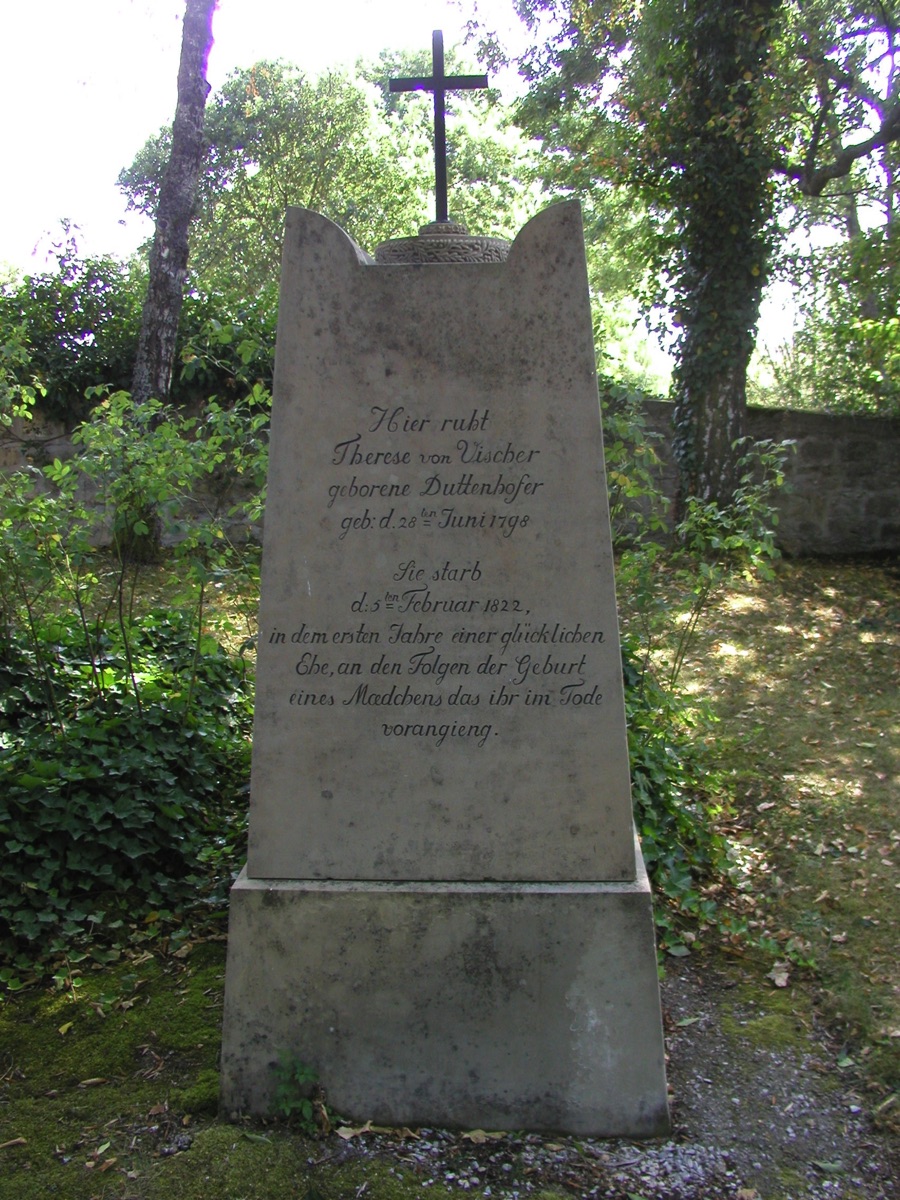 Hier ruht
Therese von Vischer
geborene Duttenhofer
geb: d. 28ten Juni 1798
Sie starb
d: 5ten Februar 1822,
in dem ersten Jahre einer glücklichen
Ehe, an den Folgen der Geburt
eines Mædchens das ihr im Tode
vorangieng.